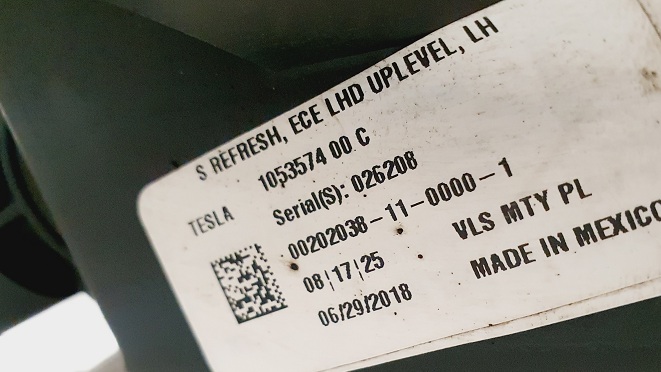 S REFRESH, ECE LHD UPLEVEL, LH
1053574 00 C
TESLA
Serial(S): 026208
00202038-11-0000-1
08|17|25
VLS MTY PL
06/29/2018
MADE IN MEXICO